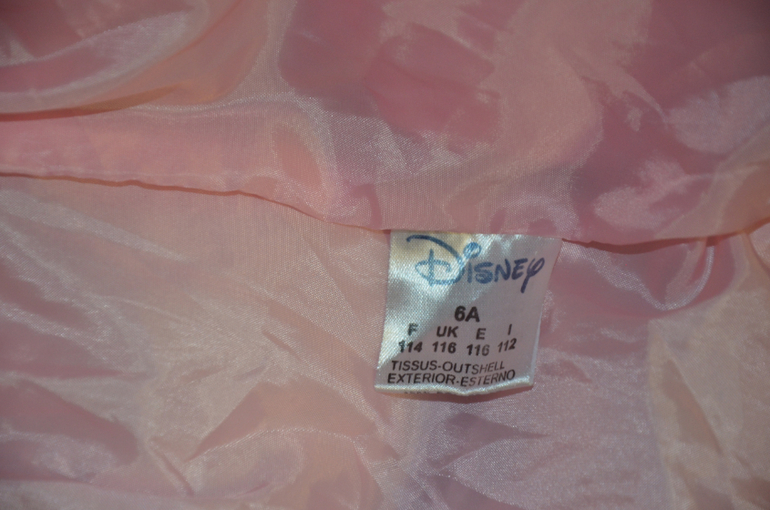 Disney
6A
F UK E I
114 116 116 112
TISSUS-OUTSHELL
EXTERIOR-ESTERNO